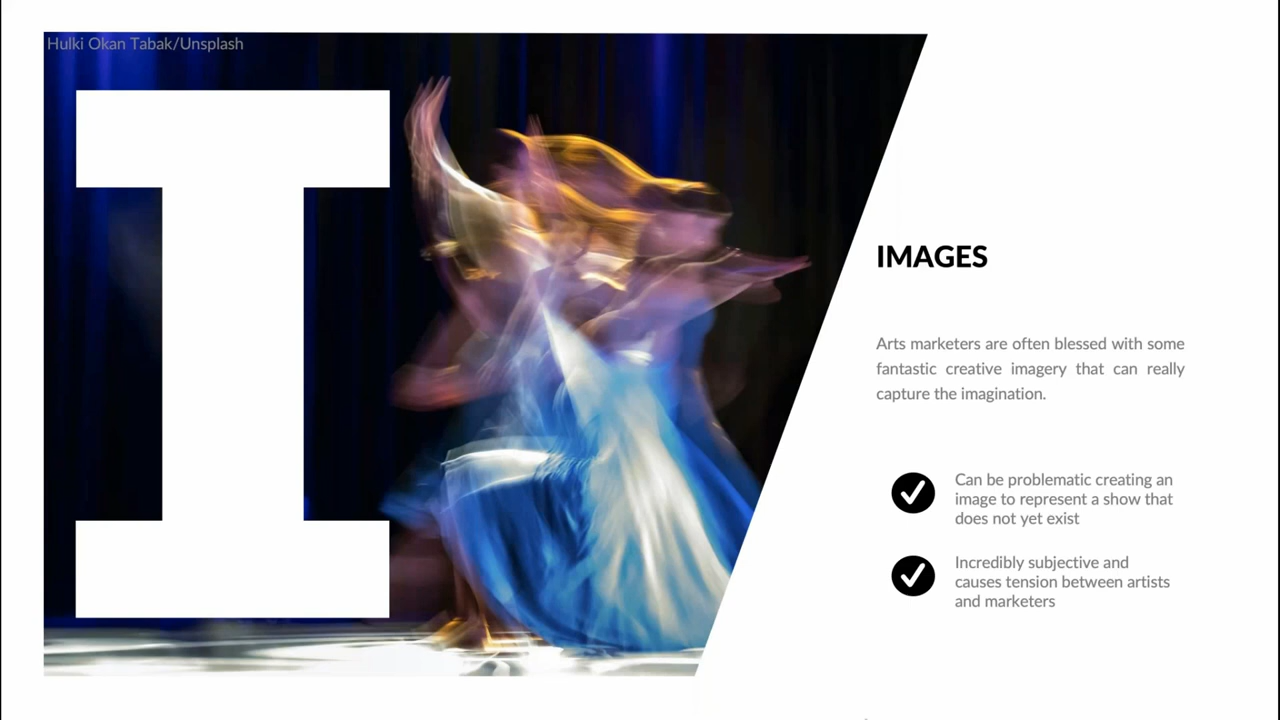 Hulki Okan Tabak/Unsplash
I
IMAGES
Arts marketers are often blessed with some
fantastic creative imagery that can really
capture the imagination.
Can be problematic creating an
image to represent a show that
does not yet exist
Incredibly subjective and
causes tension between artists
and marketers